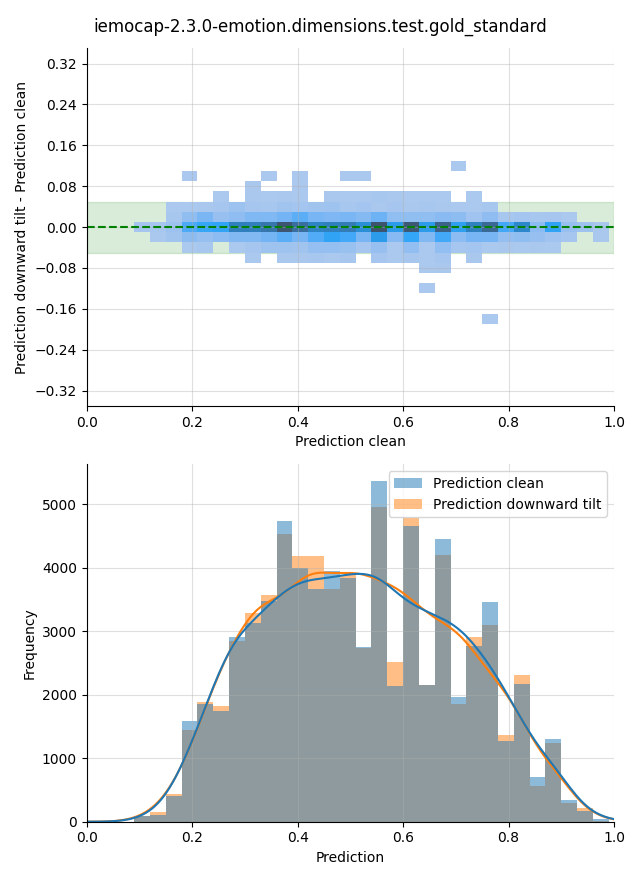 iemocap-2.3.0-emotion.dimensions.test.gold_standard
Prediction downward tilt - Prediction clean
0.32
0.24
0.16
0.08
0.00
−0.08
−0.16
−0.24
−0.32
0.0 0.2 0.4 0.6 0.8 1.0
Prediction clean
Prediction clean
Prediction downward tilt
Frequency
5000
4000
3000
2000
1000
0
0.0 0.2 0.4 0.6 0.8 1.0
Prediction